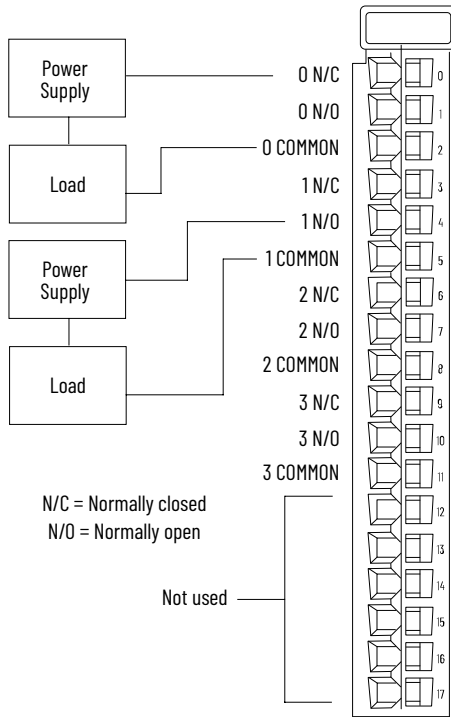 Power
Supply
Load
Power
Supply
Load
0 N/C
0 N/O
0 COMMON
1 N/C
1 N/O
1 COMMON
2 N/C
2 N/O
2 COMMON
3 N/C
3 N/O
3 COMMON
N/C = Normally closed
N/O = Normally open
Not used
0
1
2
3
4
5
6
7
8
9
10
11
12
13
14
15
16
17